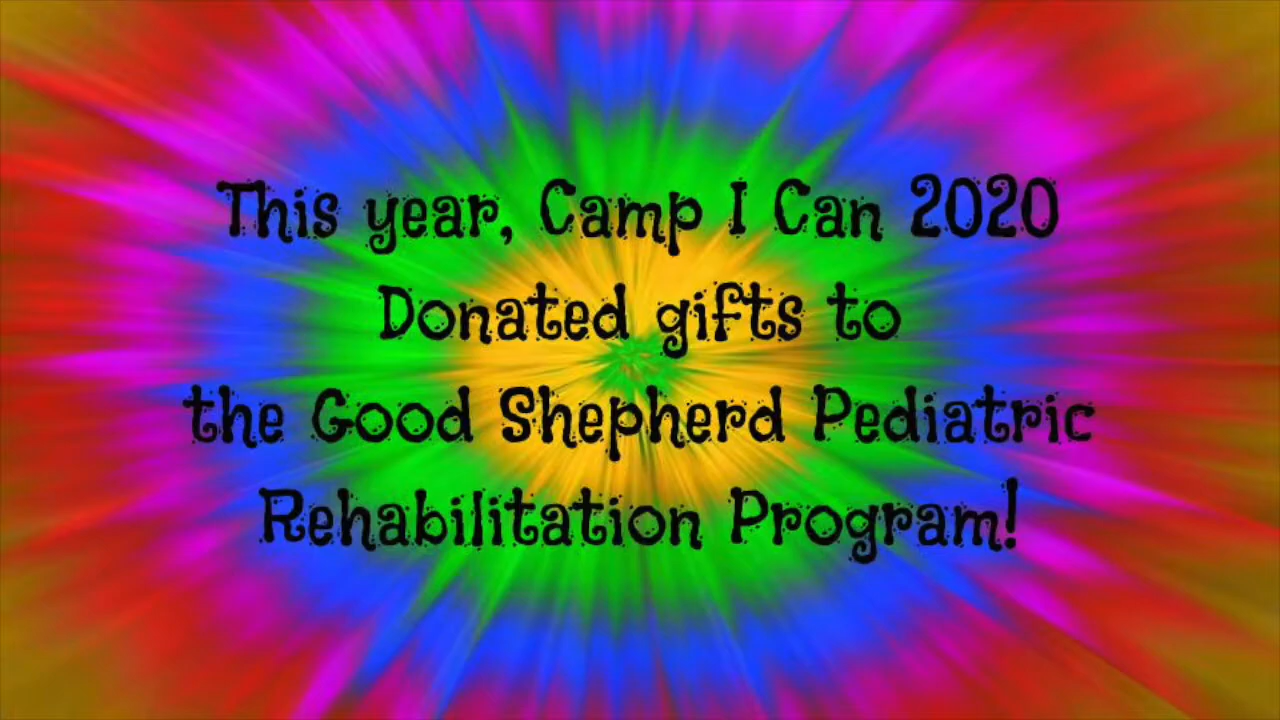 This year, Camp I Can 2020
Donated gifts to
the Good Shepherd Pediatric
Rehabilitation Program!